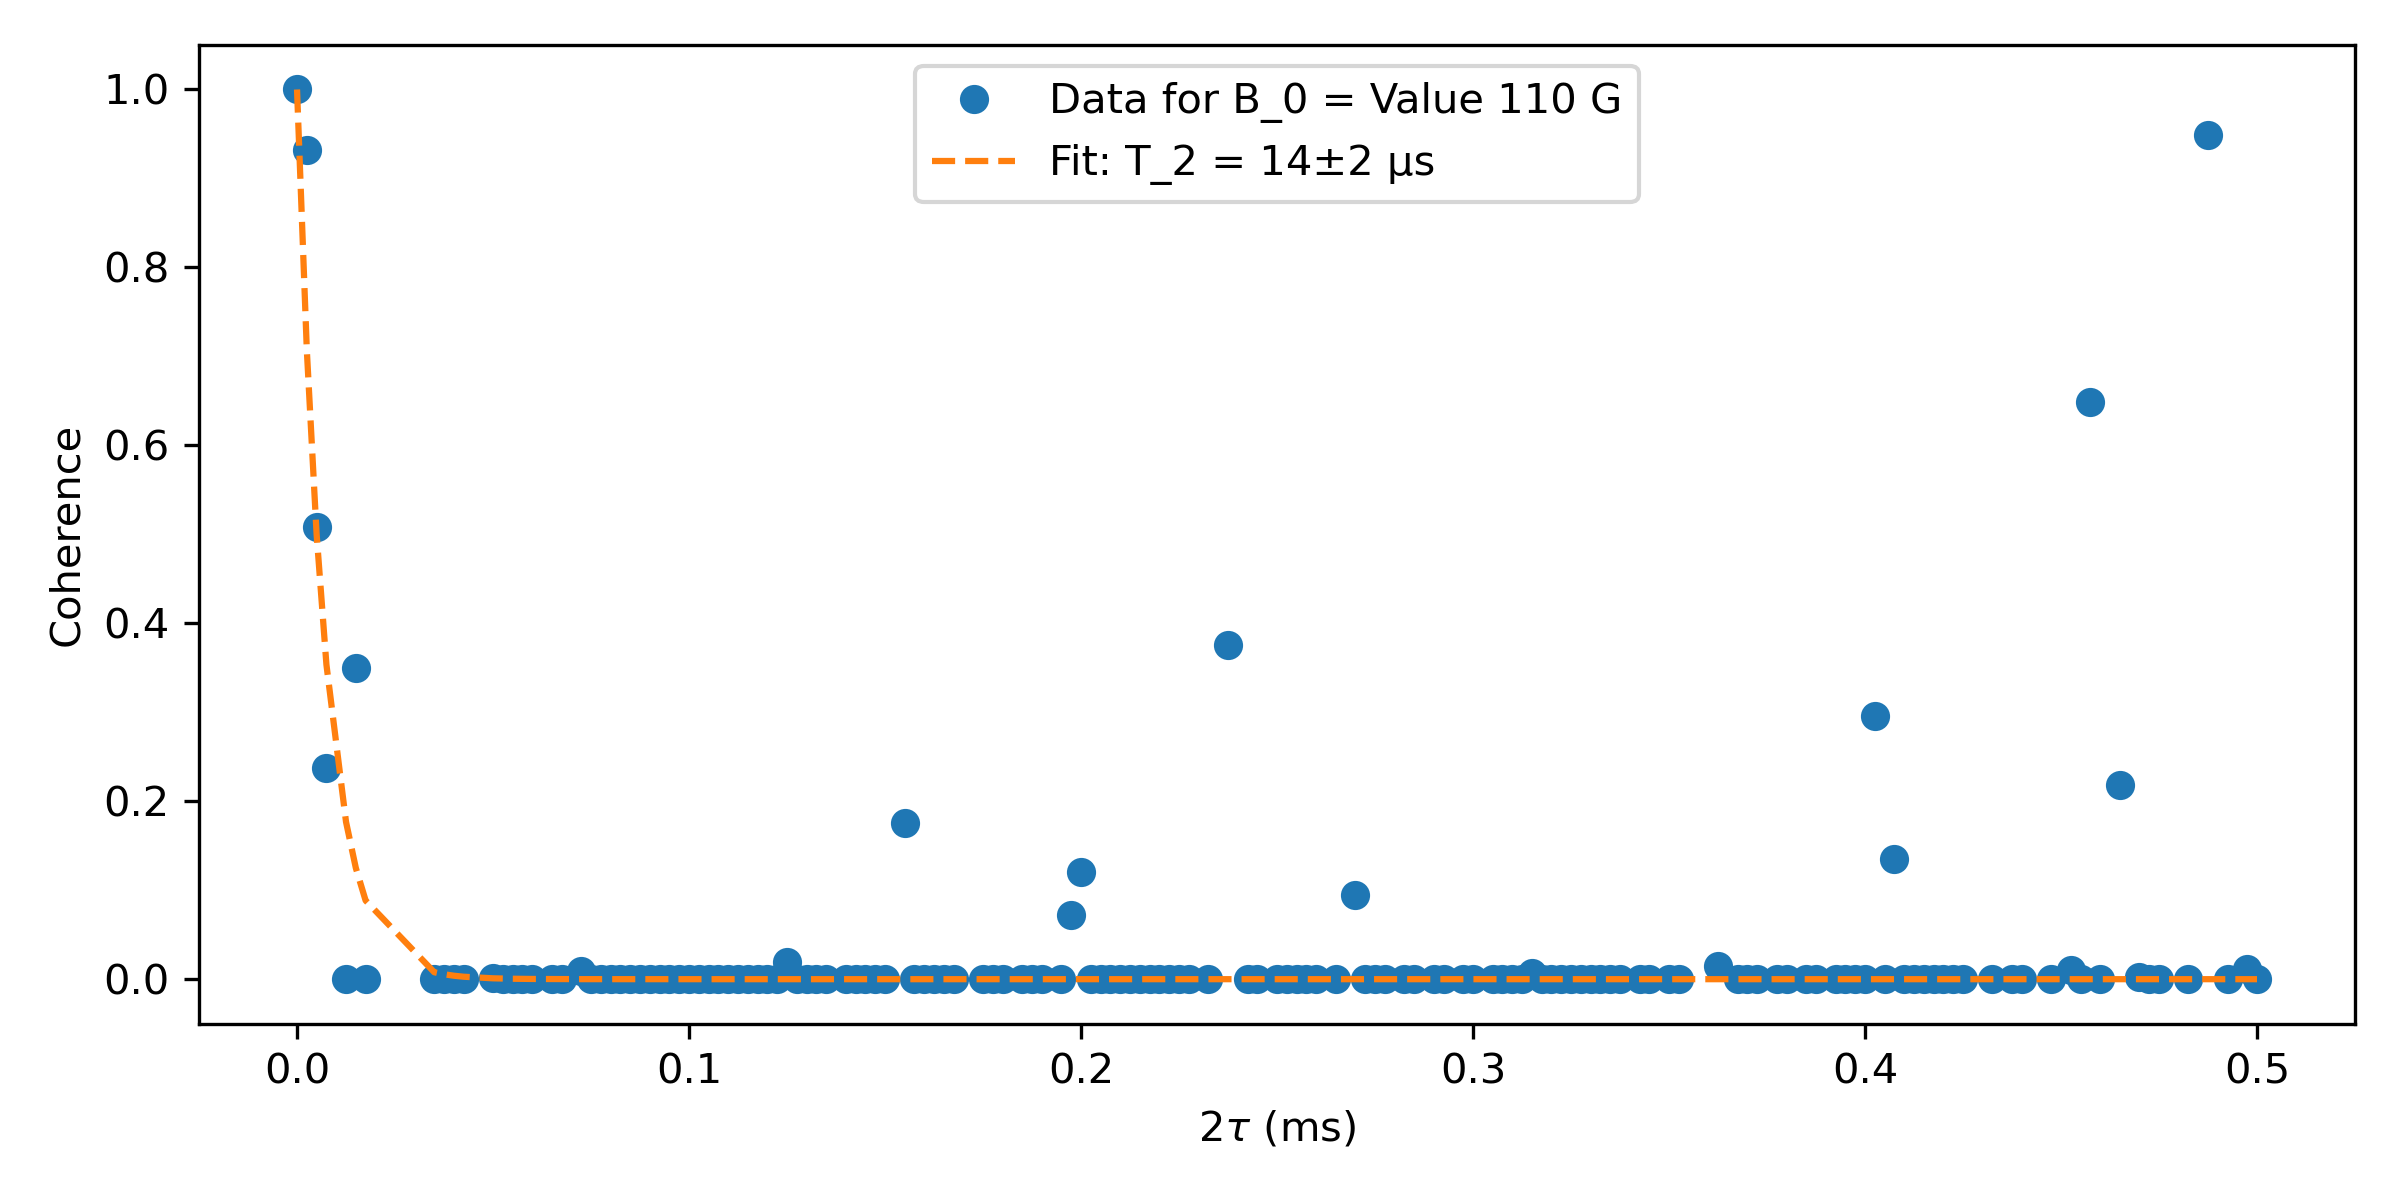 Data for B_0 = Value 110 G
Fit: T_2 = 14±2 μs
Coherence
1.0
0.8
0.6
0.4
0.2
0.0
0.0 0.1 0.2 0.3 0.4 0.5
2τ (ms)